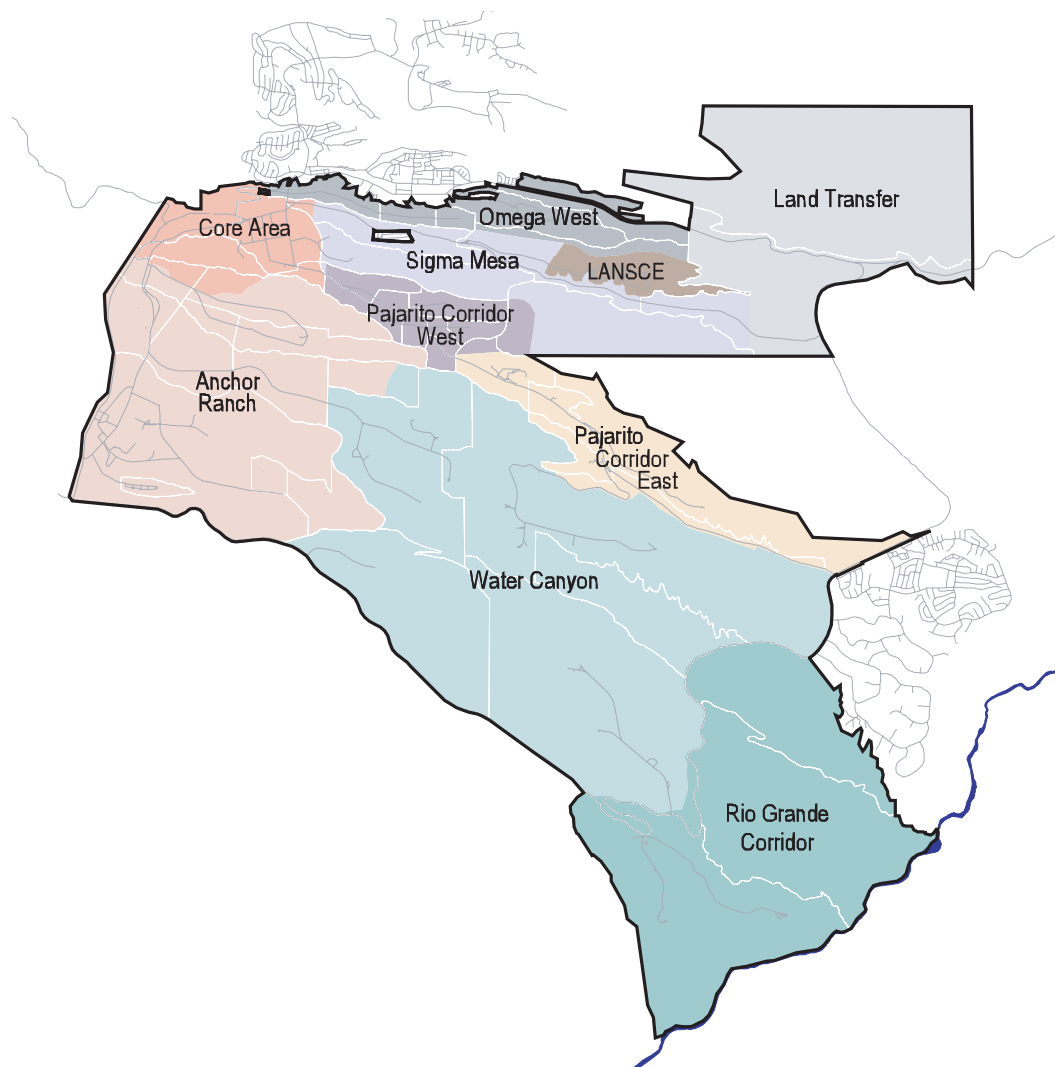 Land Transfer
Omega West
Core Area
Sigma Mesa
LANSCE
Pajarito Corridor
West
Anchor
Ranch
Pajarito
Corridor
East
Water Canyon
Rio Grande
Corridor